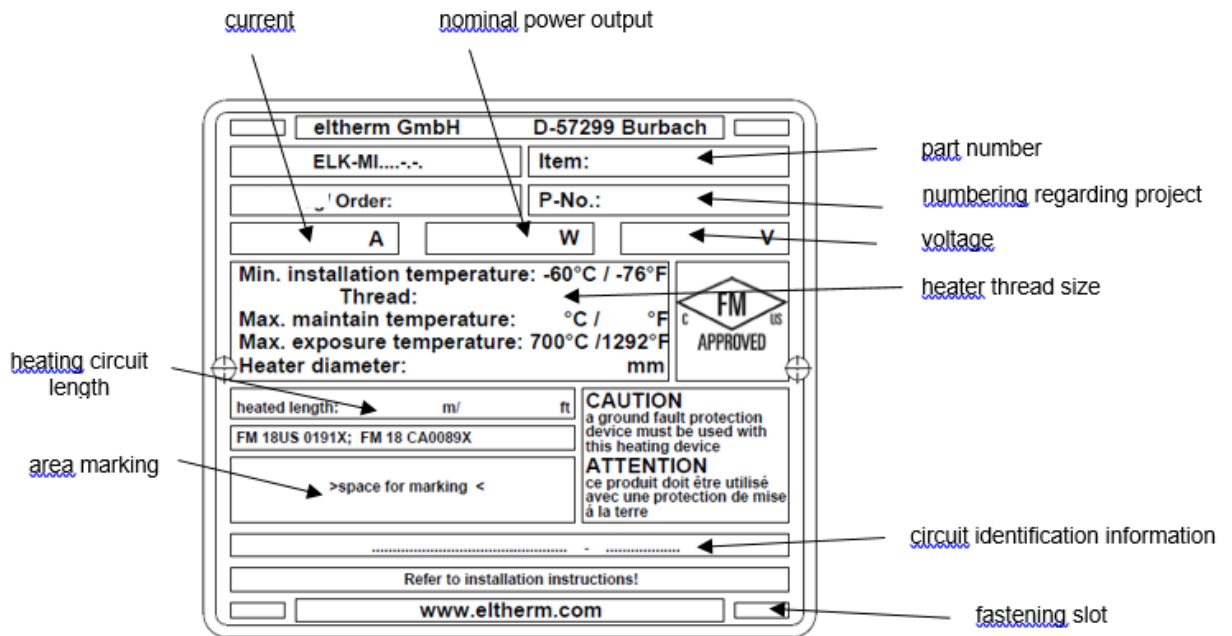 current
nominal power output
eltherm GmbH D-57299 Burbach
part number
ELK-MI....-.-. Item:
numbering regarding project
/ Order: P-No.:
voltage
A W V
heater thread size
Min. installation temperature: -60°C / -76°F
Thread:
Max. maintain temperature: °C / °F
Max. exposure temperature: 700°C /1292°F
Heater diameter: mm
C FM US
APPROVED
heating circuit
length
heated length: m/ ft
FM 18US 0191X; FM 18 CA0089X
area marking
>space for marking <
CAUTION
a ground fault protection
device must be used with
this heating device
ATTENTION
ce produit doit être utilisé
avec une protection de mise
à la terre
circuit identification information
............................................... - ..................
Refer to installation instructions!
www.eltherm.com
fastening slot